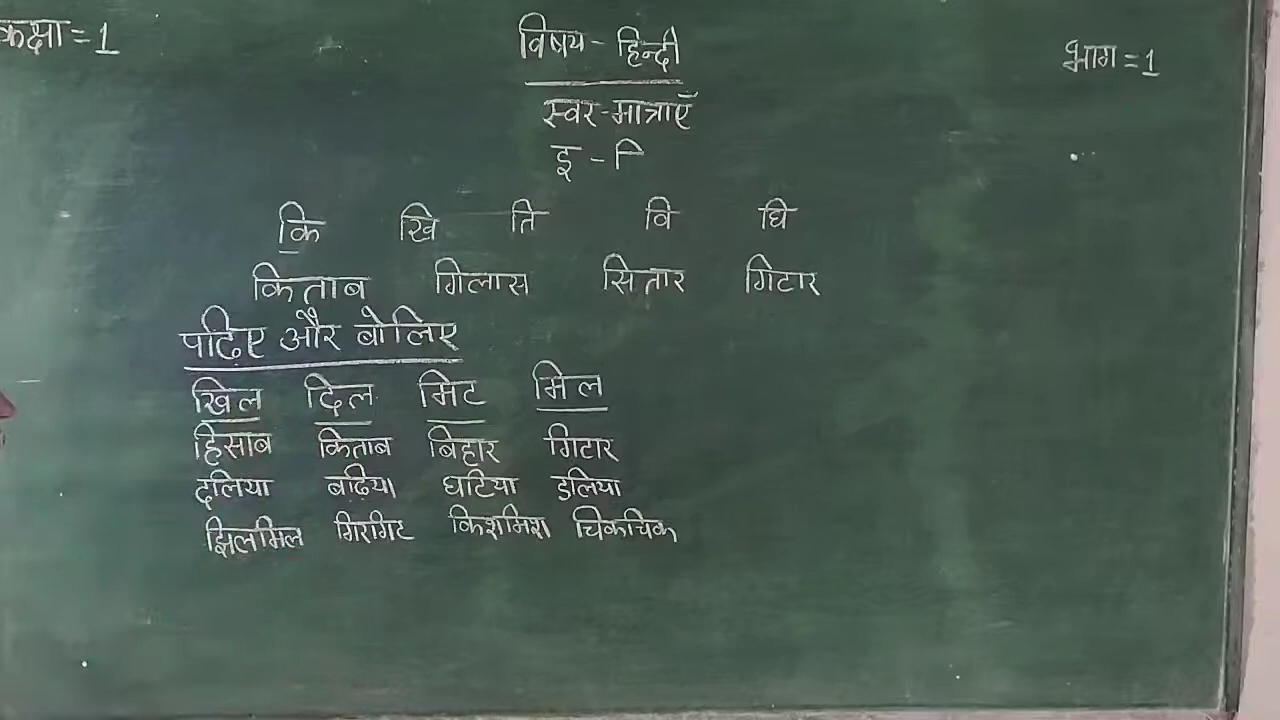 कक्षा = 1 विषय - हिन्दी भाग = 1
स्वर-मात्राएँ
इ - ि
कि खि ति वि घि
किताब गिलास सितार गिटार
पढ़िए और बोलिए
खिल दिल मिट मिल
हिसाब किताब बिहार गिटार
दलिया बढ़िया घटिया डलिया
झिलमिल गिरगिट किशमिश चिकचिक